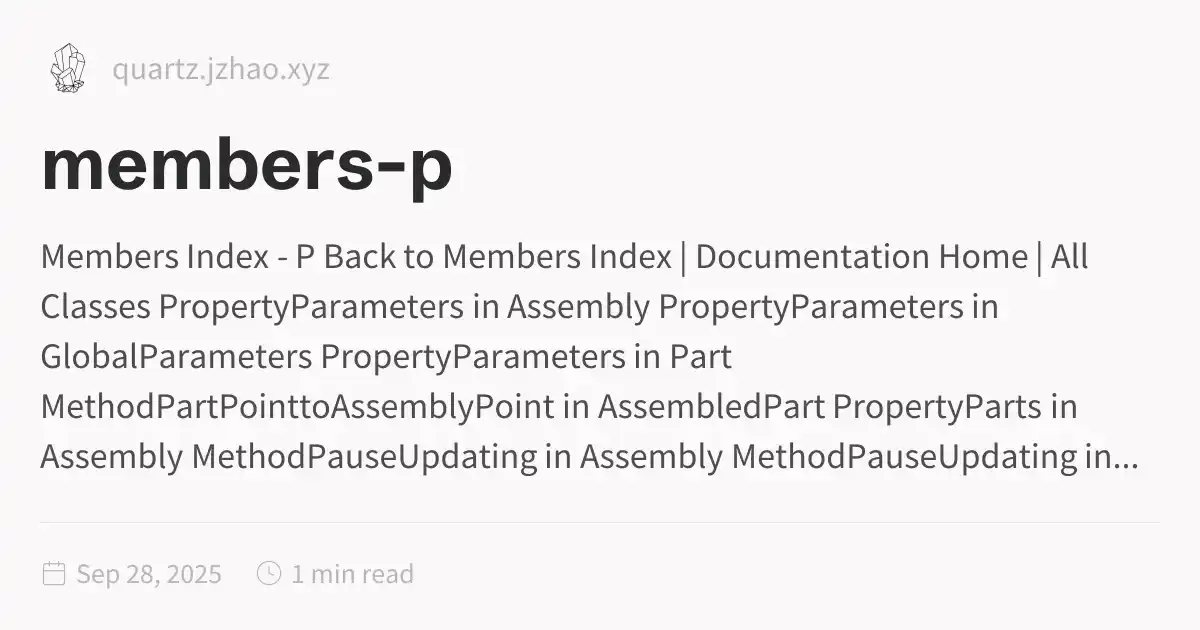 quartz.jzhao.xyz
members-p
Members Index - P Back to Members Index | Documentation Home | All
Classes PropertyParameters in Assembly PropertyParameters in
GlobalParameters PropertyParameters in Part
MethodPartPointtoAssemblyPoint in AssembledPart PropertyParts in
Assembly MethodPauseUpdating in Assembly MethodPauseUpdating in...
Sep 28, 2025 1 min read